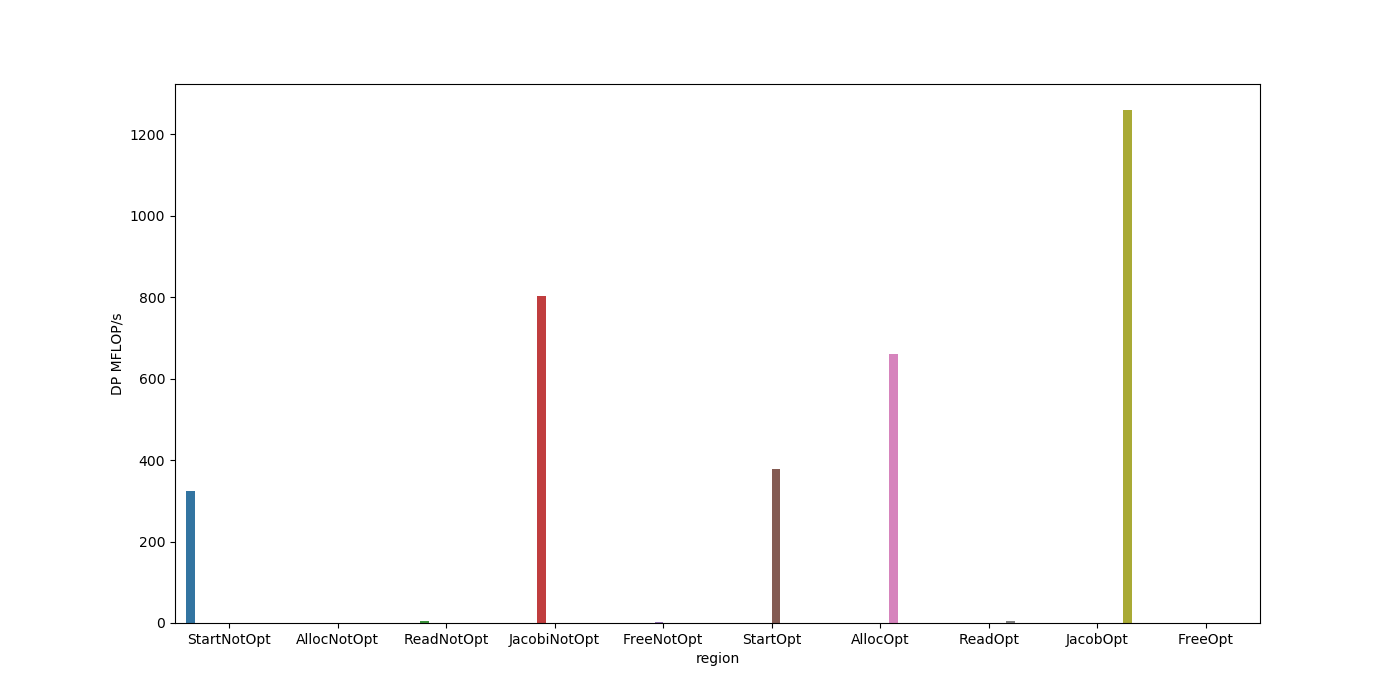 1200
1000
800
600
400
200
0
DP MFLOP/s
StartNotOpt AllocNotOpt ReadNotOpt JacobiNotOpt FreeNotOpt StartOpt AllocOpt ReadOpt JacobOpt FreeOpt
region